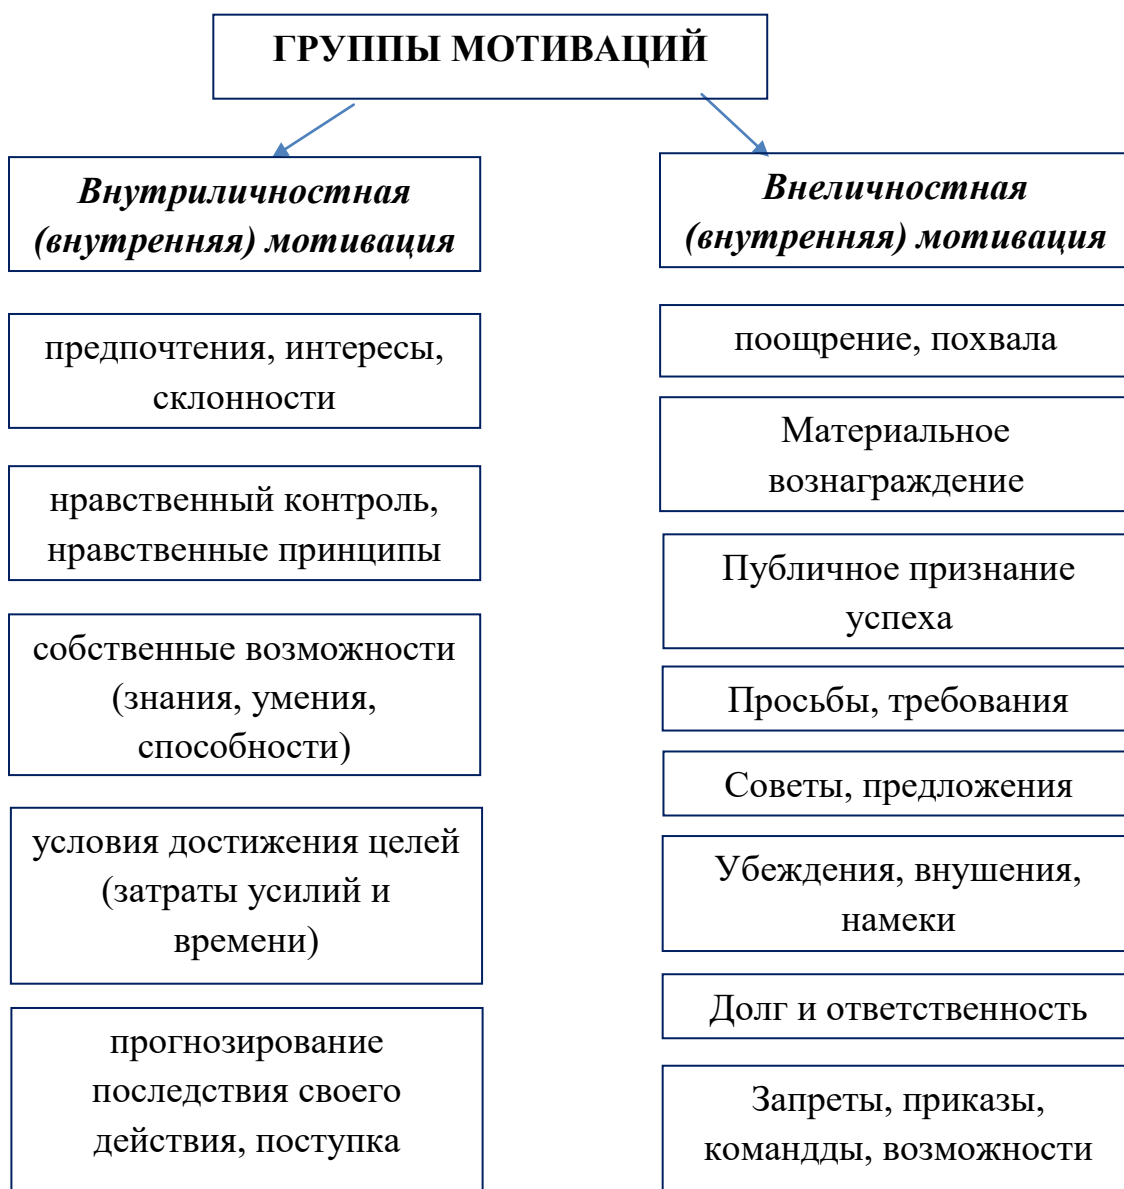 ГРУППЫ МОТИВАЦИЙ
Внутриличностная
(внутренняя) мотивация
предпочтения, интересы,
склонности
нравственный контроль,
нравственные принципы
собственные возможности
(знания, умения,
способности)
условия достижения целей
(затраты усилий и
времени)
прогнозирование
последствия своего
действия, поступка
Внеличностная
(внутренняя) мотивация
поощрение, похвала
Материальное
вознаграждение
Публичное признание
успеха
Просьбы, требования
Советы, предложения
Убеждения, внушения,
намеки
Долг и ответственность
Запреты, приказы,
командды, возможности